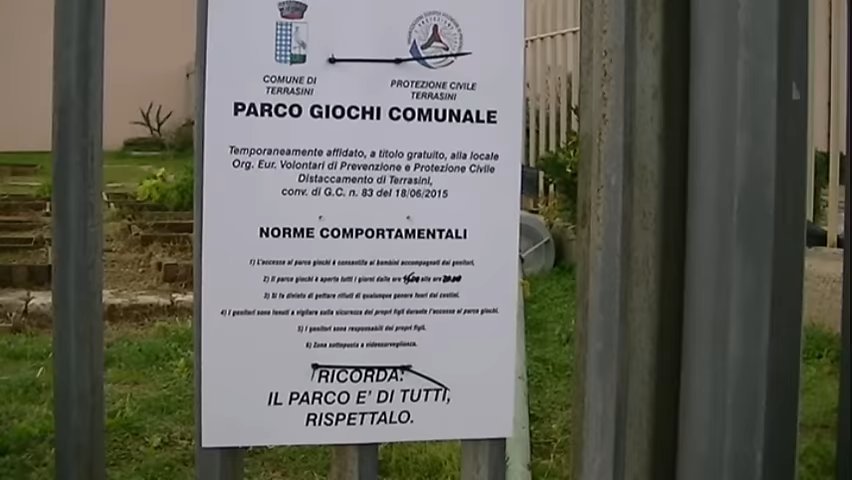 COMUNE DI
TERRASINI
PROTEZIONE CIVILE
TERRASINI
PARCO GIOCHI COMUNALE
Temporaneamente affidato, a titolo gratuito, alla locale
Org. Eur. Volontari di Prevenzione e Protezione Civile
Distaccamento di Terrasini,
conv. di G.C. n. 83 del 18/06/2015
NORME COMPORTAMENTALI
1) L'accesso al parco giochi è consentito ai bambini accompagnati dai genitori.
2) Il parco giochi è aperto tutti i giorni dalle ore alle ore
3) Si fa divieto di gettare rifiuti di qualunque genere fuori dai cestini.
4) I genitori sono tenuti a vigilare sulla sicurezza dei propri figli durante l'accesso al parco giochi.
5) I genitori sono responsabili dei propri figli.
6) Zona sottoposta a videosorveglianza.
RICORDA:
IL PARCO E' DI TUTTI,
RISPETTALO.